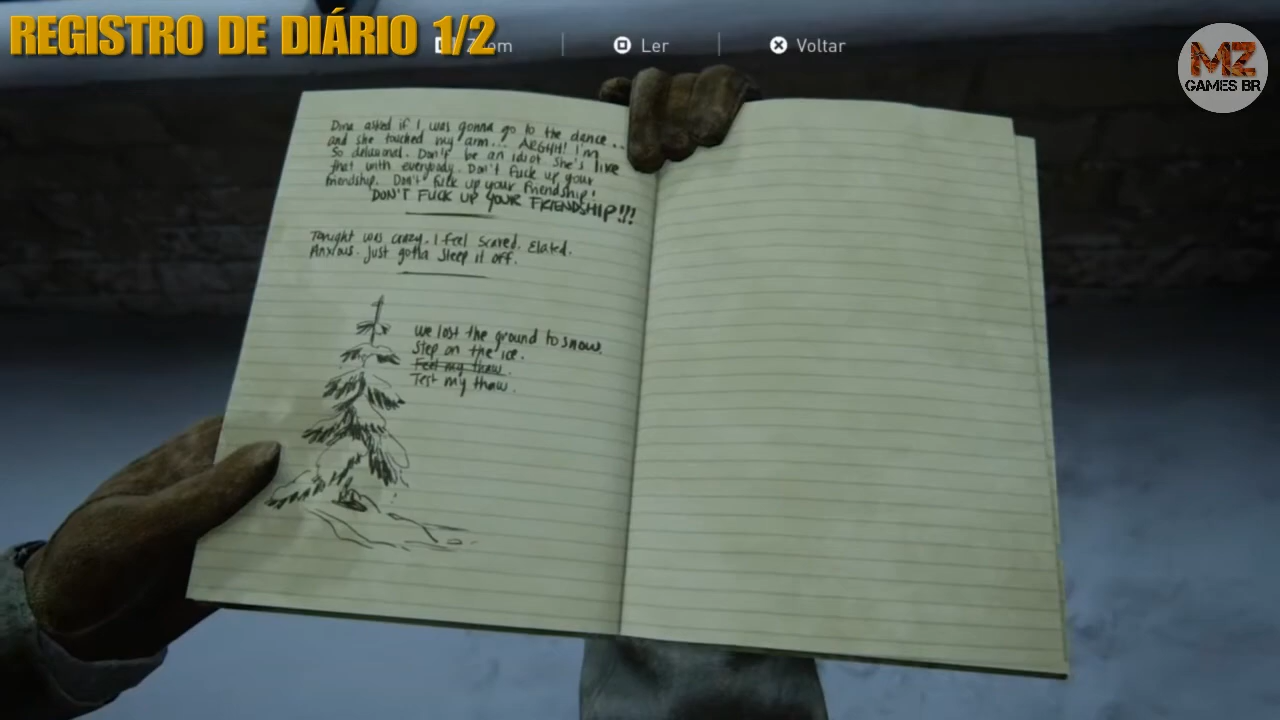 REGISTRO DE DIÁRIO 1/2
Ler
Voltar
MZ
GAMES BR
Dina asked if I was gonna go to the dance...
and she touched my arm... ARGHH! I'm
so delusional. Don't be an idiot. She's like
that with everybody. Don't fuck up your
friendship. Don't fuck up your friendship!
DON'T FUCK UP YOUR FRIENDSHIP!!!
Tonight was crazy. I feel scared. Elated.
Anxious. Just gotta sleep it off.
We lost the ground to snow.
Step on the ice.
Feel my thaw.
Test my thaw.